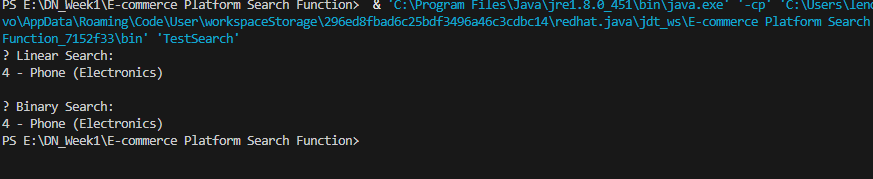 PS E:\DN_Week1\E-commerce Platform Search Function>  & 'C:\Program Files\Java\jre1.8.0_451\bin\java.exe' '-cp' 'C:\Users\leno
vo\AppData\Roaming\Code\User\workspaceStorage\296ed8fbad6c25bdf3496a46c3cdbc14\redhat.java\jdt_ws\E-commerce Platform Search
Function_7152f33\bin' 'TestSearch'
? Linear Search:
4 - Phone (Electronics)
? Binary Search:
4 - Phone (Electronics)
PS E:\DN_Week1\E-commerce Platform Search Function>